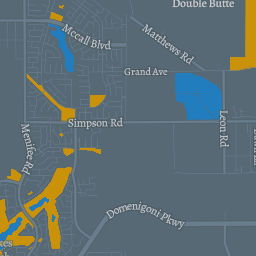 Double Butte
Mccall Blvd
Matthews Rd
Grand Ave
Simpson Rd
Leon Rd
Menifee Rd
Domenigoni Pkwy